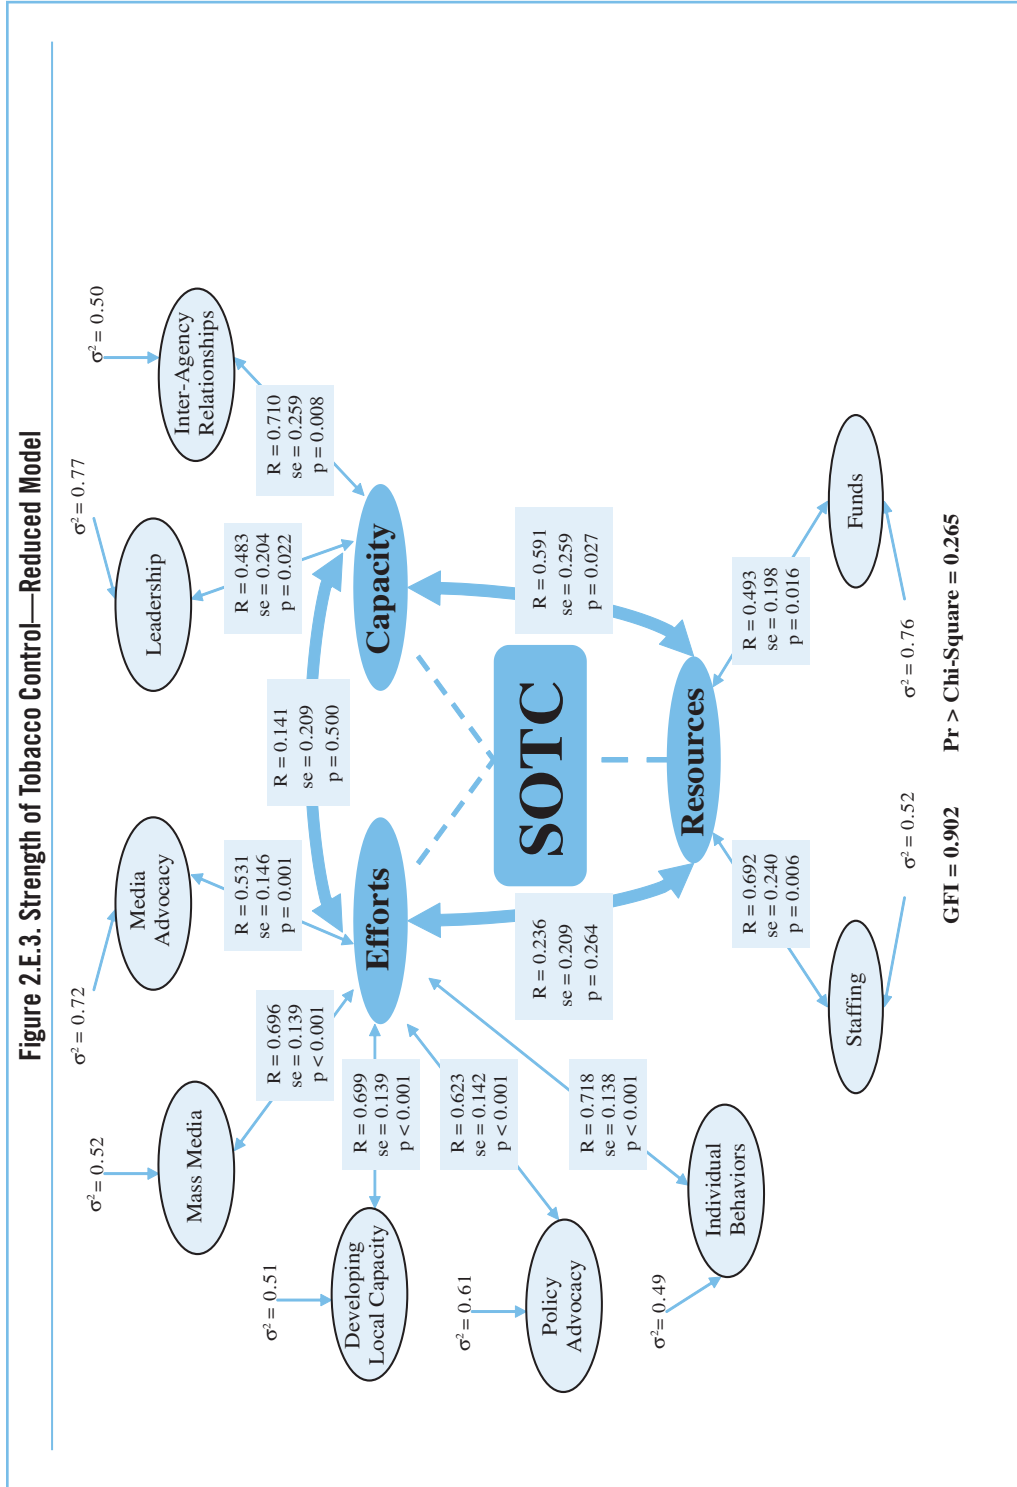 Figure 2.E.3. Strength of Tobacco Control—Reduced Model
σ² = 0.52
Mass Media
σ² = 0.72
Media
Advocacy
σ² = 0.77
Leadership
σ² = 0.50
Inter-Agency
Relationships
R = 0.696
se = 0.139
p < 0.001
R = 0.531
se = 0.146
p = 0.001
R = 0.141
se = 0.209
p = 0.500
R = 0.483
se = 0.204
p = 0.022
R = 0.710
se = 0.259
p = 0.008
σ² = 0.51
Developing
Local Capacity
R = 0.699
se = 0.139
p < 0.001
Efforts
Capacity
σ² = 0.61
Policy
Advocacy
R = 0.623
se = 0.142
p < 0.001
R = 0.236
se = 0.209
p = 0.264
SOTC
R = 0.591
se = 0.259
p = 0.027
σ² = 0.49
Individual
Behaviors
R = 0.718
se = 0.138
p < 0.001
Resources
R = 0.692
se = 0.240
p = 0.006
R = 0.493
se = 0.198
p = 0.016
Staffing
Funds
σ² = 0.52
σ² = 0.76
GFI = 0.902 Pr > Chi-Square = 0.265